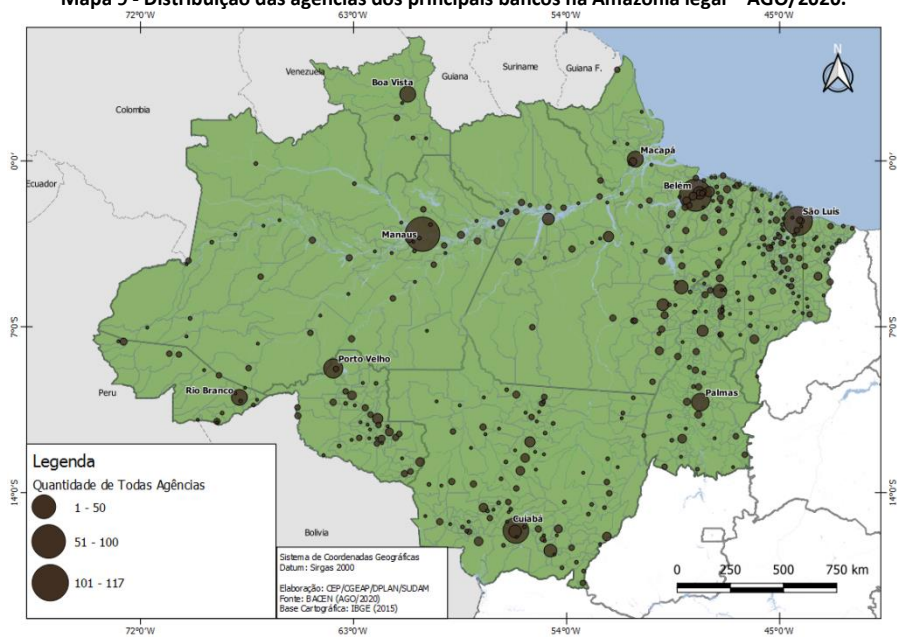 Mapa 5 - Distribuição das agências dos principais bancos na Amazônia legal – AGO/2020.
72°0'O 63°0'O 54°0'O 45°0'O
N
Venezuela
Guiana
Suriname
Guiana F.
Boa Vista
Colombia
Macapá
0°0'
0°0'
Equador
Belém
São Luís
Manaus
7°0'S
7°0'S
Porto Velho
Peru
Rio Branco
Palmas
Legenda
Quantidade de Todas Agências
1 - 50
51 - 100
101 - 117
14°0'S
14°0'S
Cuiabá
Bolivia
Sistema de Coordenadas Geográficas
Datum: Sirgas 2000
Elaboração: CEP/CGEAP/DPLAN/SUDAM
Fonte: BACEN (AGO/2020)
Base Cartográfica: IBGE (2015)
0 250 500 750 km
72°0'O 63°0'O 54°0'O 45°0'O